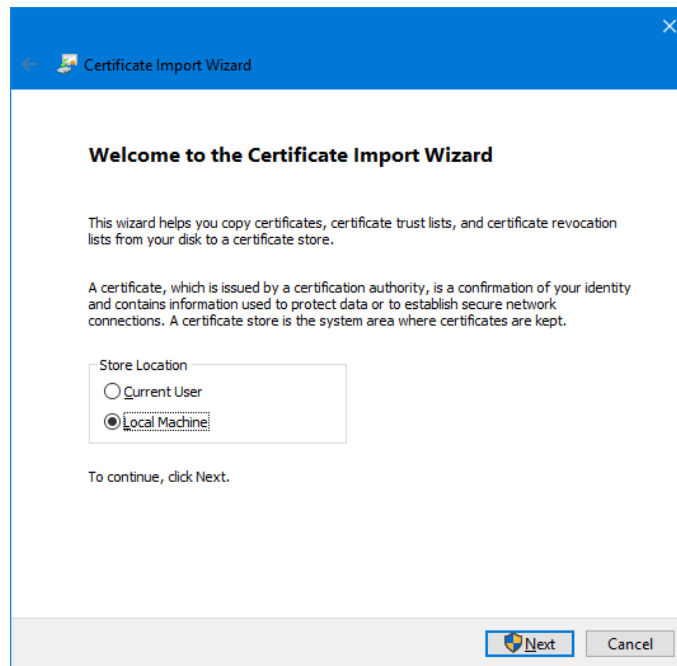 Certificate Import Wizard
Welcome to the Certificate Import Wizard
This wizard helps you copy certificates, certificate trust lists, and certificate revocation
lists from your disk to a certificate store.
A certificate, which is issued by a certification authority, is a confirmation of your identity
and contains information used to protect data or to establish secure network
connections. A certificate store is the system area where certificates are kept.
Store Location
Current User
Local Machine
To continue, click Next.
Next Cancel